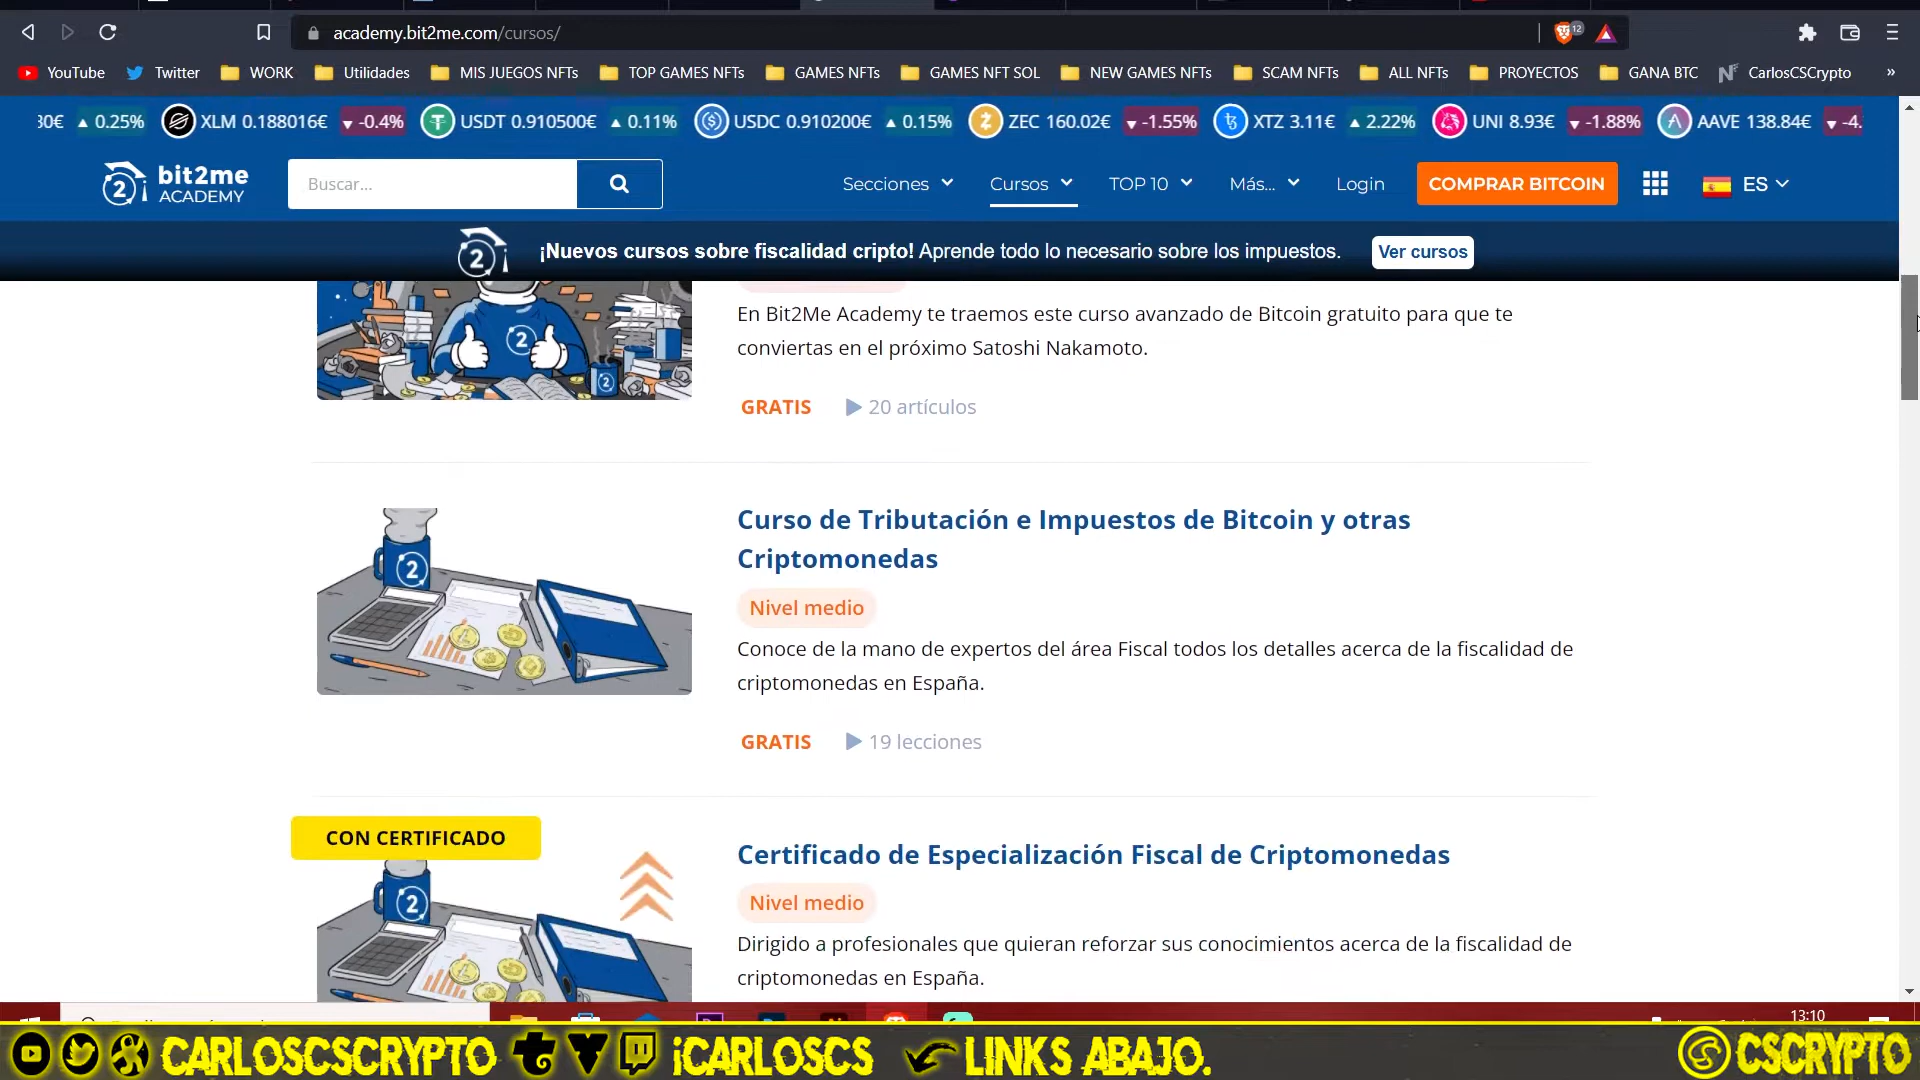 academy.bit2me.com/cursos/
12
YouTube Twitter WORK Utilidades MIS JUEGOS NFTs TOP GAMES NFTs GAMES NFTs GAMES NFT SOL NEW GAMES NFTs SCAM NFTs ALL NFTs PROYECTOS GANA BTC CarlosCSCrypto »
30€ ▲ 0.25% XLM 0.188016€ ▼ -0.4% USDT 0.910500€ ▲ 0.11% USDC 0.910200€ ▲ 0.15% ZEC 160.02€ ▼ -1.55% XTZ 3.11€ ▲ 2.22% UNI 8.93€ ▼ -1.88% AAVE 138.84€ ▼ -4.
bit2me
ACADEMY
Buscar...
Secciones Cursos TOP 10 Más... Login COMPRAR BITCOIN ES
¡Nuevos cursos sobre fiscalidad cripto! Aprende todo lo necesario sobre los impuestos. Ver cursos
En Bit2Me Academy te traemos este curso avanzado de Bitcoin gratuito para que te
conviertas en el próximo Satoshi Nakamoto.
GRATIS 20 artículos
Curso de Tributación e Impuestos de Bitcoin y otras
Criptomonedas
Nivel medio
Conoce de la mano de expertos del área Fiscal todos los detalles acerca de la fiscalidad de
criptomonedas en España.
GRATIS 19 lecciones
CON CERTIFICADO
Certificado de Especialización Fiscal de Criptomonedas
Nivel medio
Dirigido a profesionales que quieran reforzar sus conocimientos acerca de la fiscalidad de
criptomonedas en España.
13:10
CARLOSCSCRYPTO iCARLOSCS LINKS ABAJO. CSCRYPTO